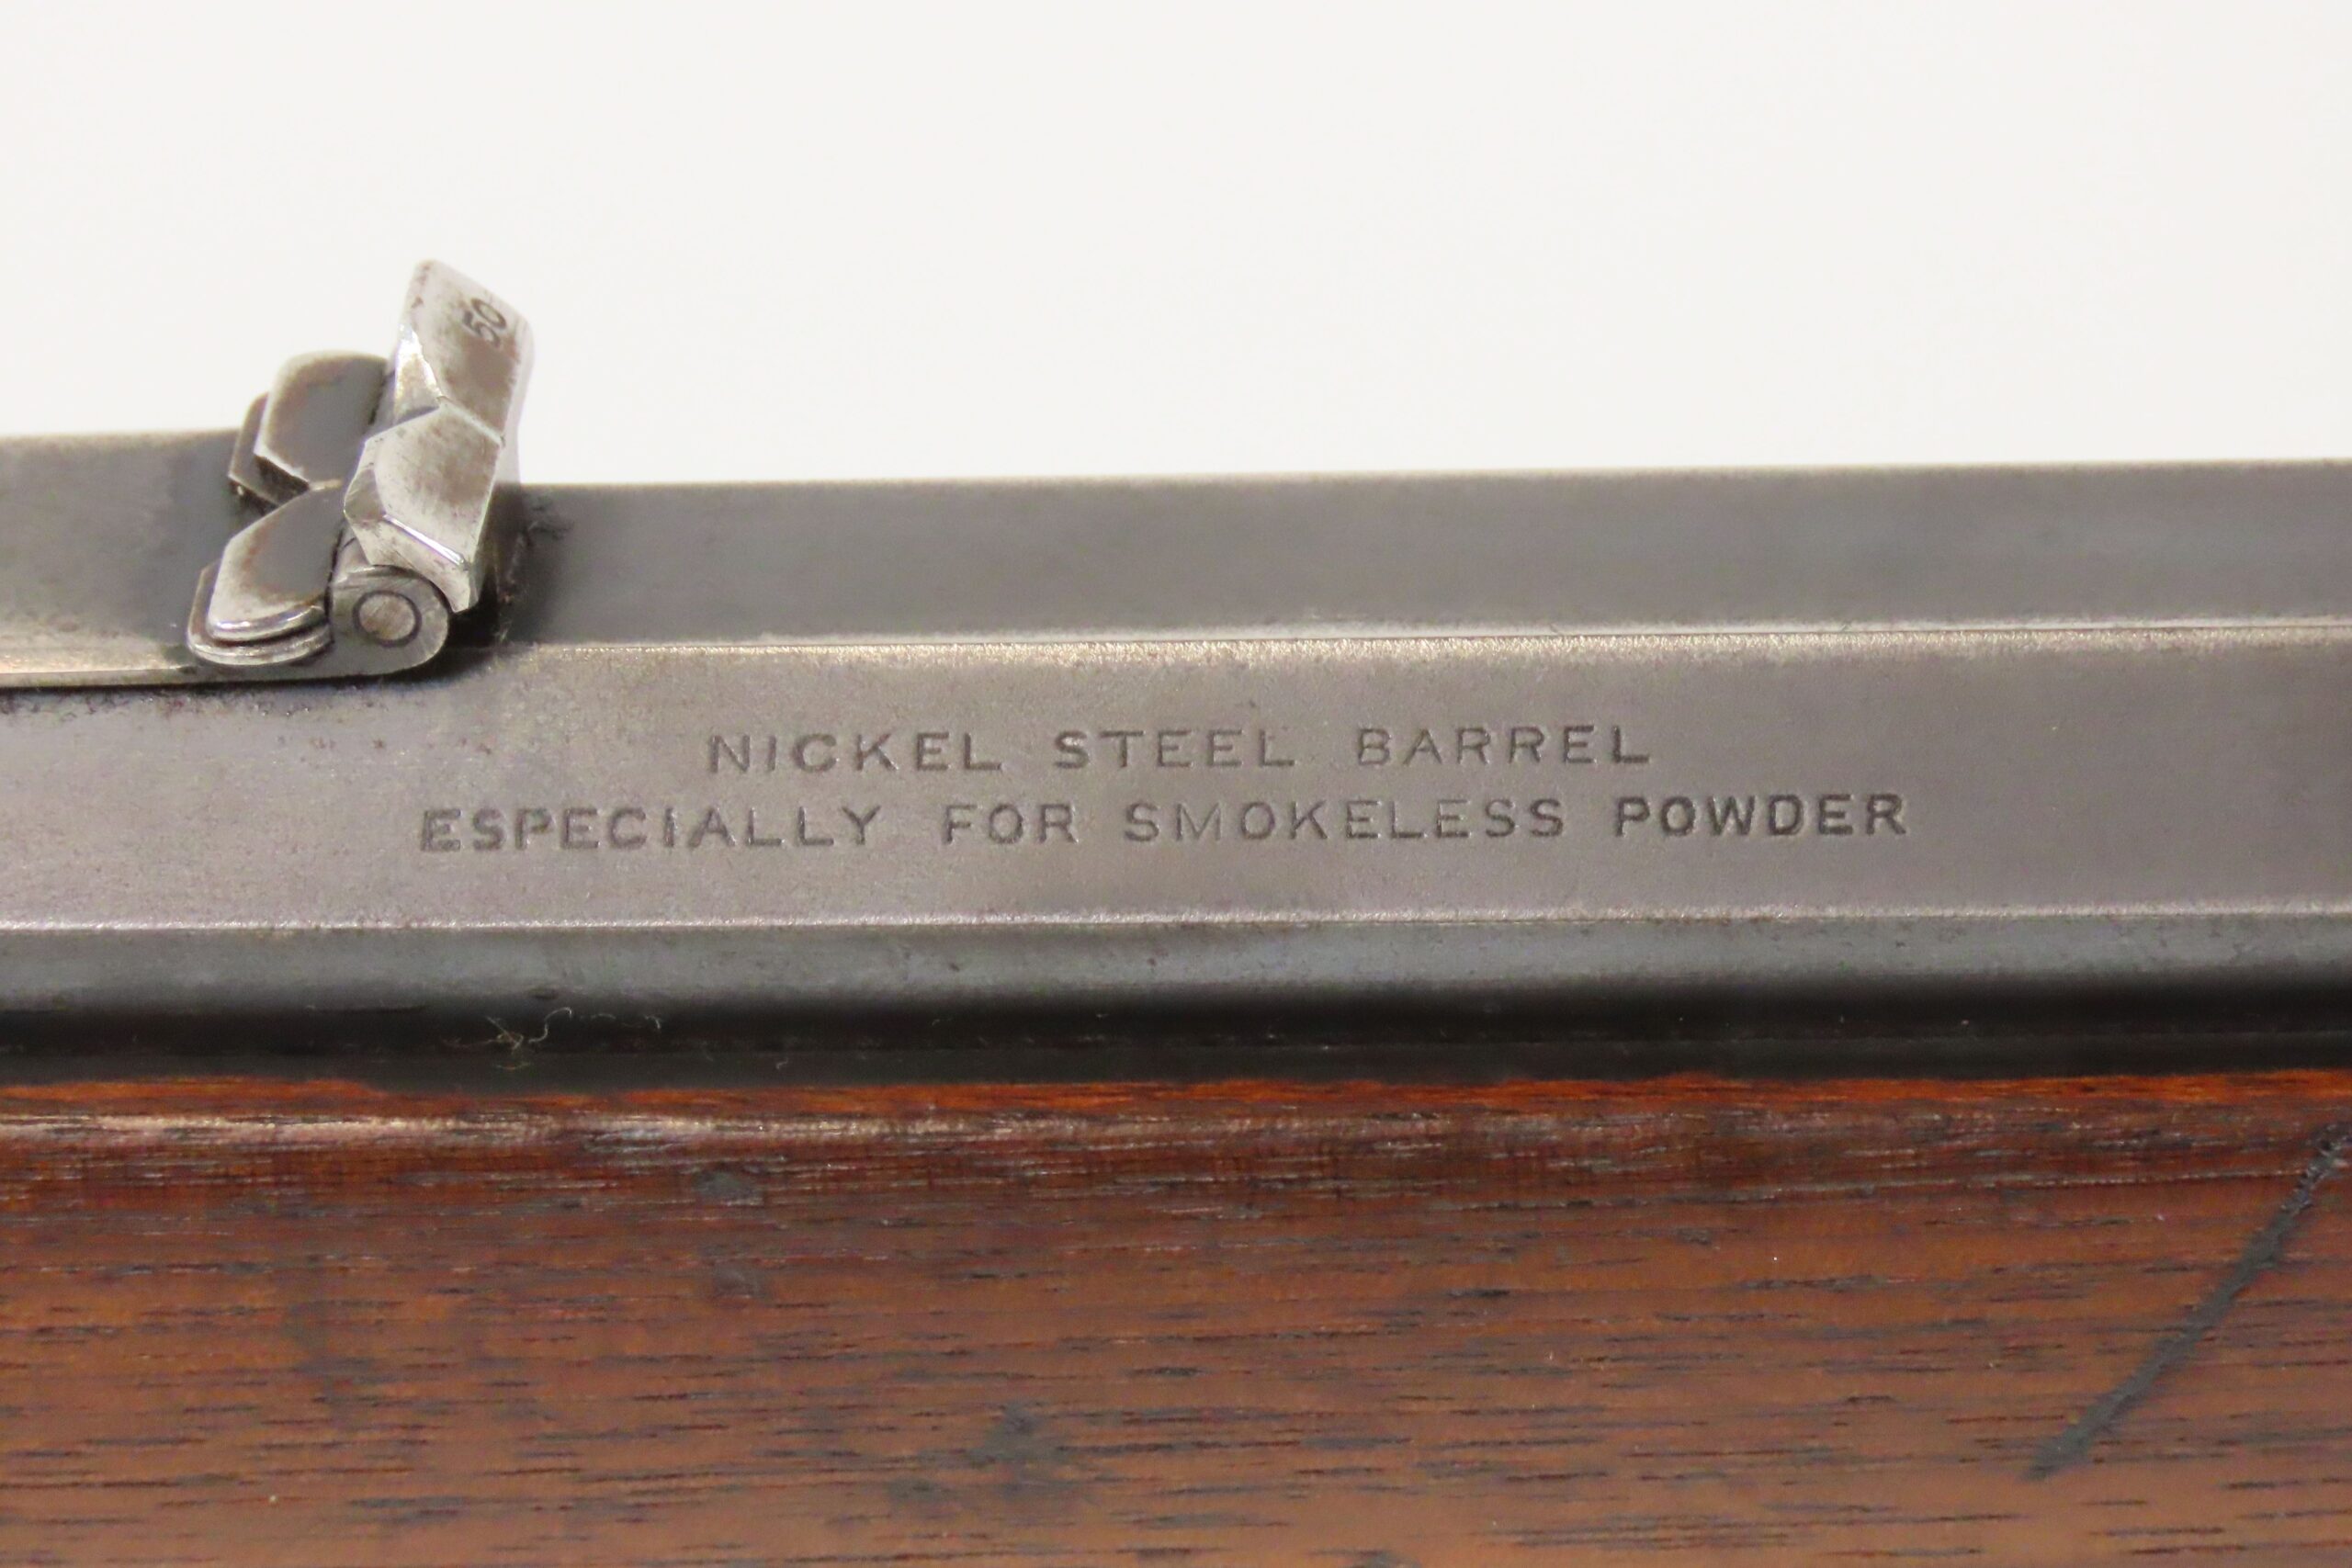 50
NICKEL STEEL BARREL
ESPECIALLY FOR SMOKELESS POWDER